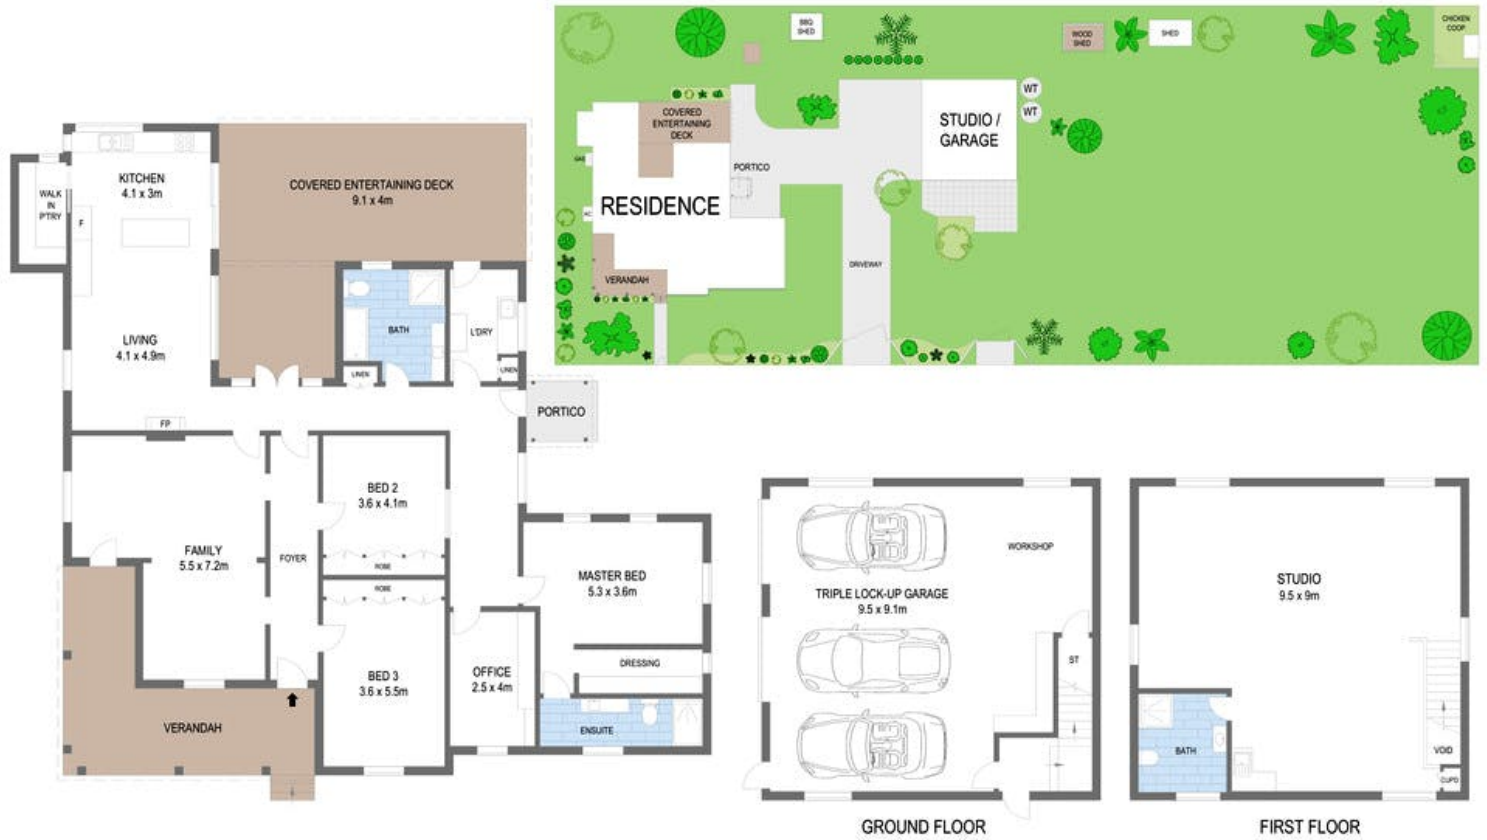 KITCHEN
4.1 x 3m
WALK
IN
P'TRY
F
COVERED ENTERTAINING DECK
9.1 x 4m
LIVING
4.1 x 4.9m
BATH
L'DRY
LINEN
LINEN
FP
PORTICO
BED 2
3.6 x 4.1m
FAMILY
5.5 x 7.2m
FOYER
ROBE
ROBE
MASTER BED
5.3 x 3.6m
BED 3
3.6 x 5.5m
OFFICE
2.5 x 4m
DRESSING
ENSUITE
VERANDAH
BBQ
SHED
WOOD
SHED
SHED
CHICKEN
COOP
WT
WT
COVERED
ENTERTAINING
DECK
STUDIO /
GARAGE
GAS
PORTICO
AC
RESIDENCE
DRIVEWAY
VERANDAH
WORKSHOP
TRIPLE LOCK-UP GARAGE
9.5 x 9.1m
ST
GROUND FLOOR
STUDIO
9.5 x 9m
BATH
VOID
CUP'D
FIRST FLOOR